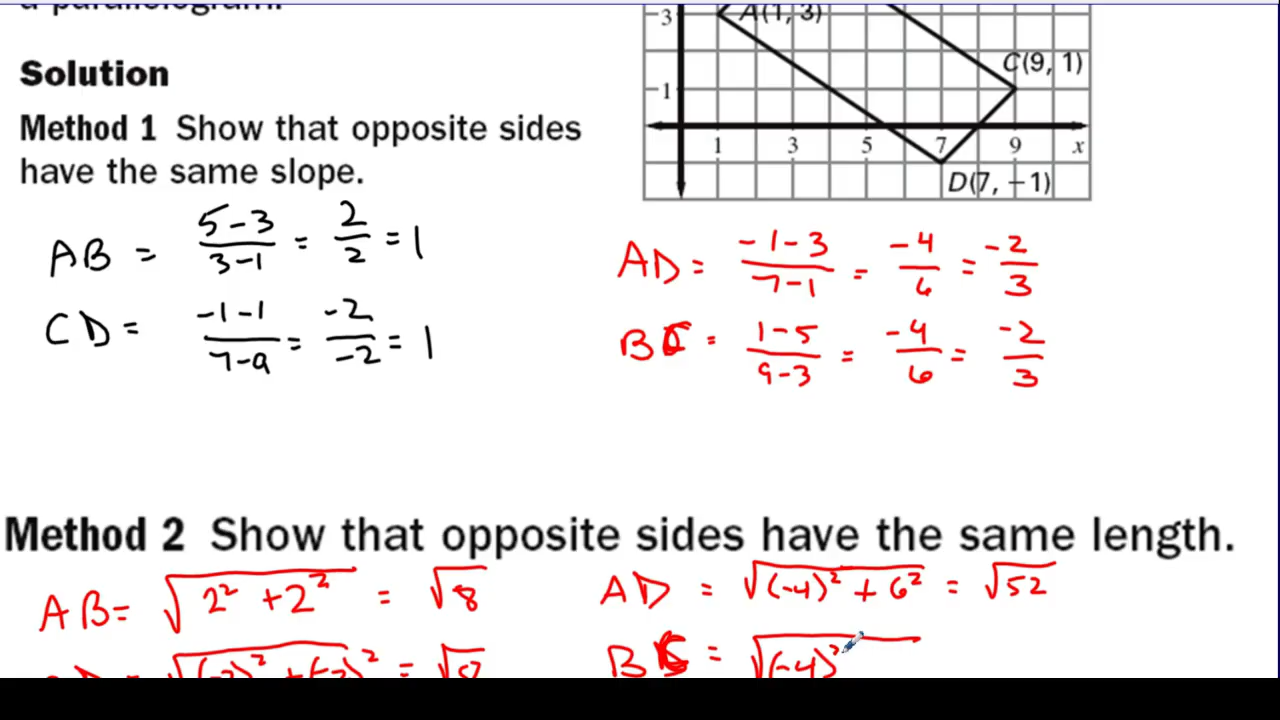 a parallelogram.
Solution
Method 1 Show that opposite sides
have the same slope.
3
A(1, 3)
C(9, 1)
1
1 3 5 7 9 x
D(7, −1)
AB = 5-3/3-1 = 2/2 = 1
CD = -1-1/7-9 = -2/-2 = 1
AD = -1-3/7-1 = -4/6 = -2/3
BC = 1-5/9-3 = -4/6 = -2/3
Method 2 Show that opposite sides have the same length.
AB = √(2² + 2²) = √8
AD = √((-4)² + 6²) = √52
BC = √(-4)²